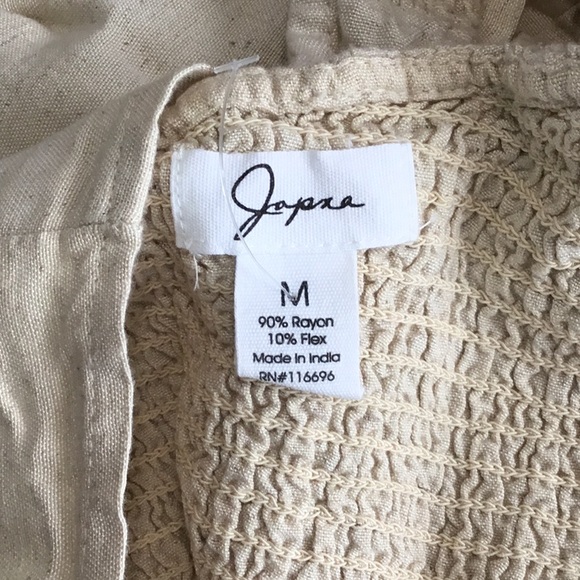 Japna
M
90% Rayon
10% Flex
Made in India
RN#116696